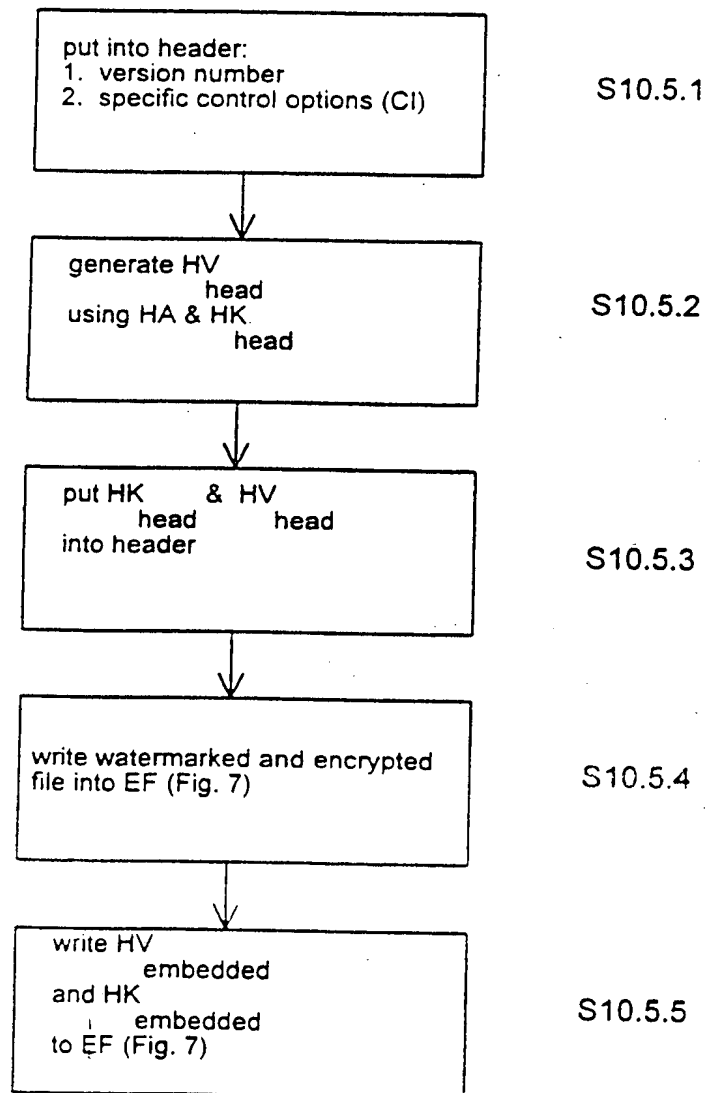 put into header:
1. version number
2. specific control options (CI)
S10.5.1
generate HV
head
using HA & HK
head
S10.5.2
put HK & HV
head head
into header
S10.5.3
write watermarked and encrypted
file into EF (Fig. 7)
S10.5.4
write HV
embedded
and HK
embedded
to EF (Fig. 7)
S10.5.5